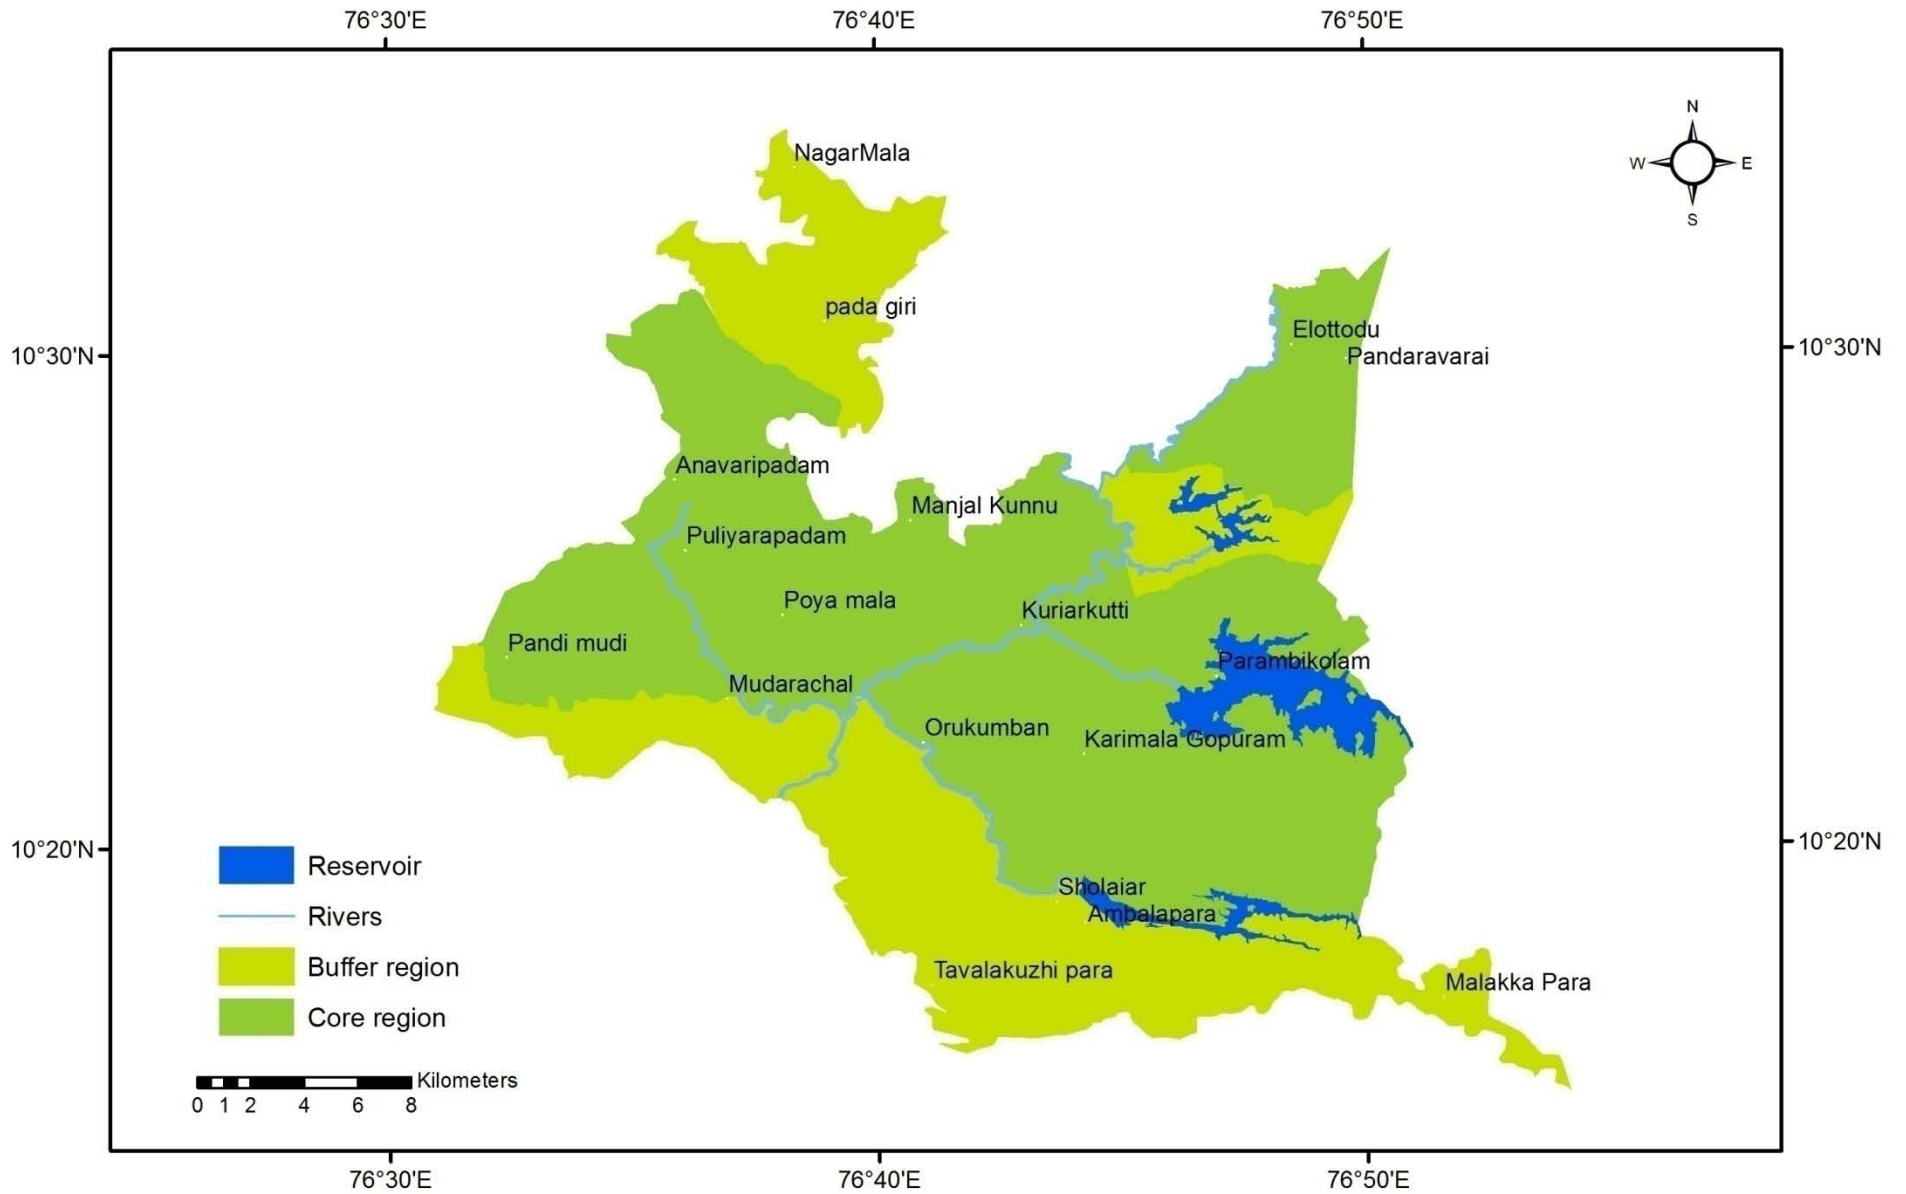 76°30'E 76°40'E 76°50'E
N
W E
S
NagarMala
pada giri
Elottodu
10°30'N 10°30'N
Pandaravarai
Anavaripadam
Manjal Kunnu
Puliyarapadam
Poya mala
Kuriarkutti
Pandi mudi
Parambikolam
Mudarachal
Orukumban
Karimala Gopuram
10°20'N 10°20'N
Reservoir
Sholaiar
Ambalapara
Rivers
Buffer region
Tavalakuzhi para
Malakka Para
Core region
Kilometers
0 1 2 4 6 8
76°30'E 76°40'E 76°50'E